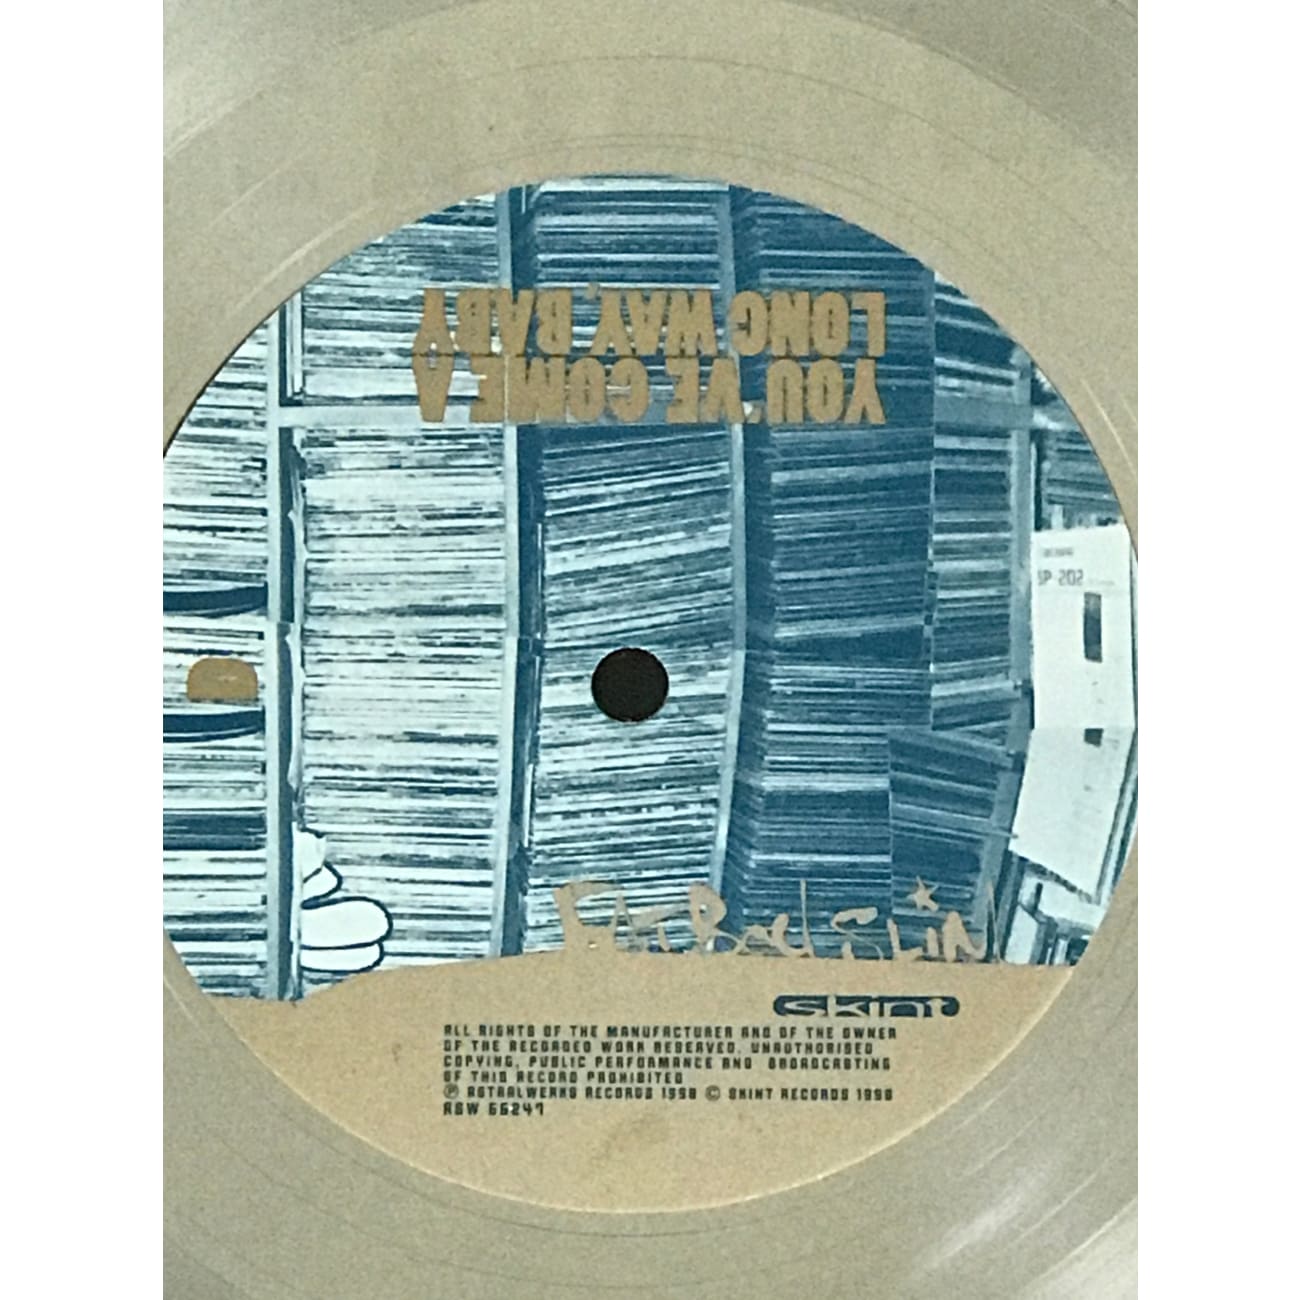 YOU'VE COME A
LONG WAY, BABY
SP-202
FATBOY SLIM
skint
ALL RIGHTS OF THE MANUFACTURER AND OF THE OWNER
OF THE RECORDED WORK RESERVED. UNAUTHORISED
COPYING, PUBLIC PERFORMANCE AND BROADCASTING
OF THIS RECORD PROHIBITED
℗ ASTRALWERKS RECORDS 1998 © SKINT RECORDS 1998
ASW 66247